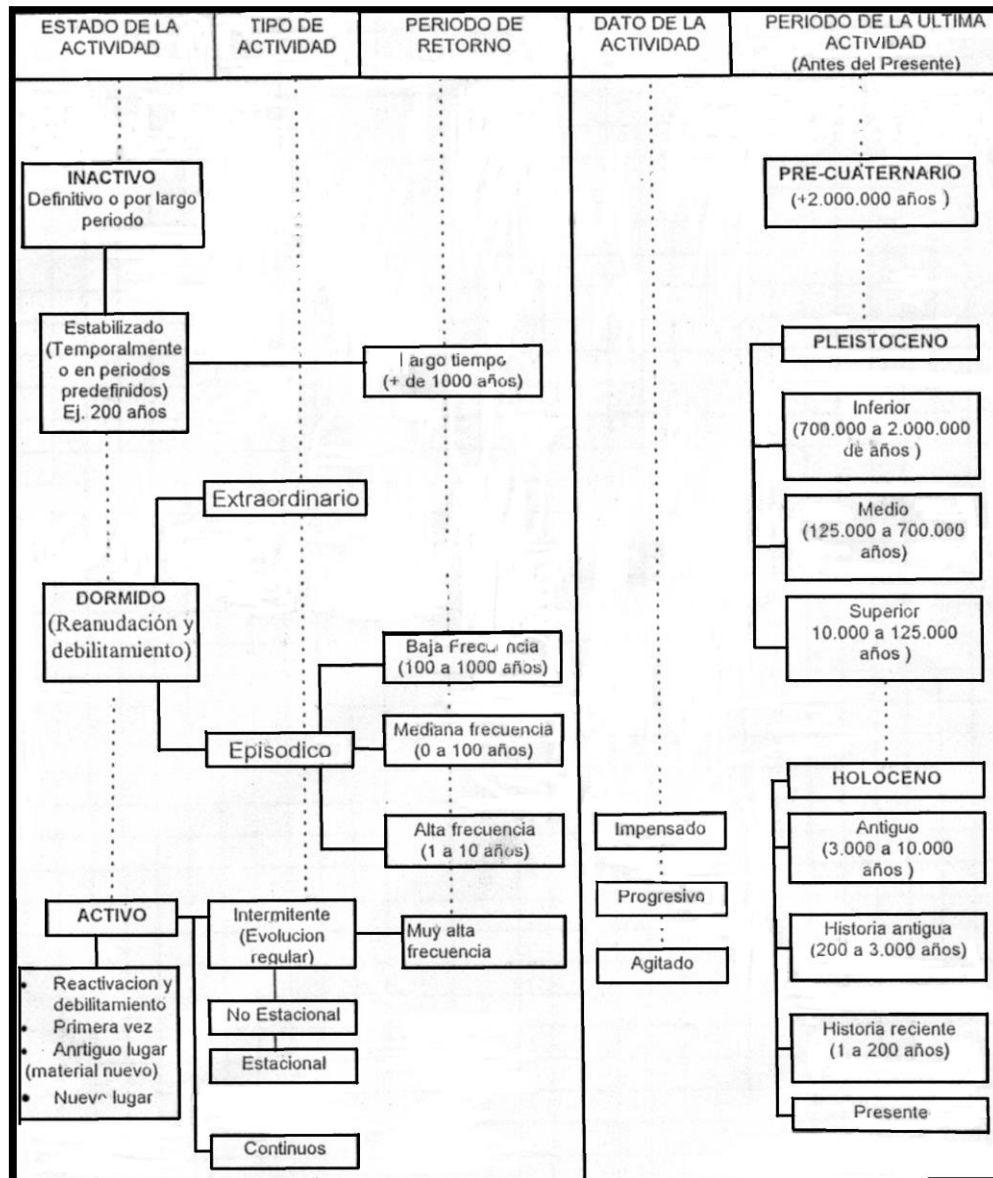 ESTADO DE LA
ACTIVIDAD
TIPO DE
ACTIVIDAD
PERIODO DE
RETORNO
DATO DE LA
ACTIVIDAD
PERIODO DE LA ULTIMA
ACTIVIDAD
(Antes del Presente)
INACTIVO
Definitivo o por largo
periodo
Estabilizado
(Temporalmente
o en periodos
predefinidos)
Ej. 200 años
DORMIDO
(Reanudación y
debilitamiento)
ACTIVO
Reactivacion y
debilitamiento
Primera vez
Anrtiguo lugar
(material nuevo)
Nuevo lugar
Extraordinario
Episodico
Intermitente
(Evolucion
regular)
No Estacional
Estacional
Continuos
Largo tiempo
(+ de 1000 años)
Baja Frecuencia
(100 a 1000 años)
Mediana frecuencia
(0 a 100 años)
Alta frecuencia
(1 a 10 años)
Muy alta
frecuencia
Impensado
Progresivo
Agitado
PRE-CUATERNARIO
(+2.000.000 años )
PLEISTOCENO
Inferior
(700.000 a 2.000.000
de años )
Medio
(125.000 a 700.000
años)
Superior
10.000 a 125.000
años )
HOLOCENO
Antiguo
(3.000 a 10.000
años )
Historia antigua
(200 a 3.000 años)
Historia reciente
(1 a 200 años)
Presente